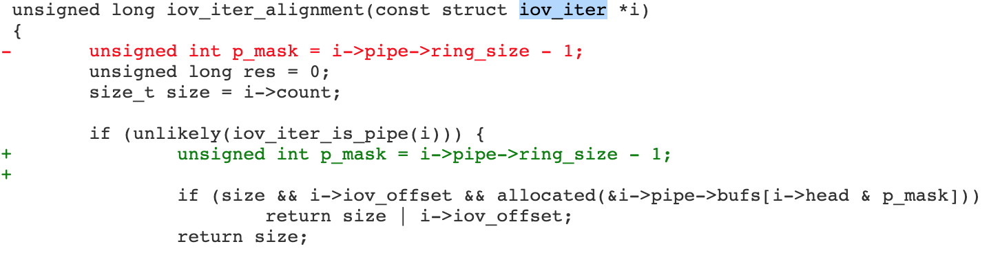 unsigned long iov_iter_alignment(const struct iov_iter *i)
{
-       unsigned int p_mask = i->pipe->ring_size - 1;
        unsigned long res = 0;
        size_t size = i->count;

        if (unlikely(iov_iter_is_pipe(i))) {
+               unsigned int p_mask = i->pipe->ring_size - 1;
+
                if (size && i->iov_offset && allocated(&i->pipe->bufs[i->head & p_mask]))
                        return size | i->iov_offset;
                return size;